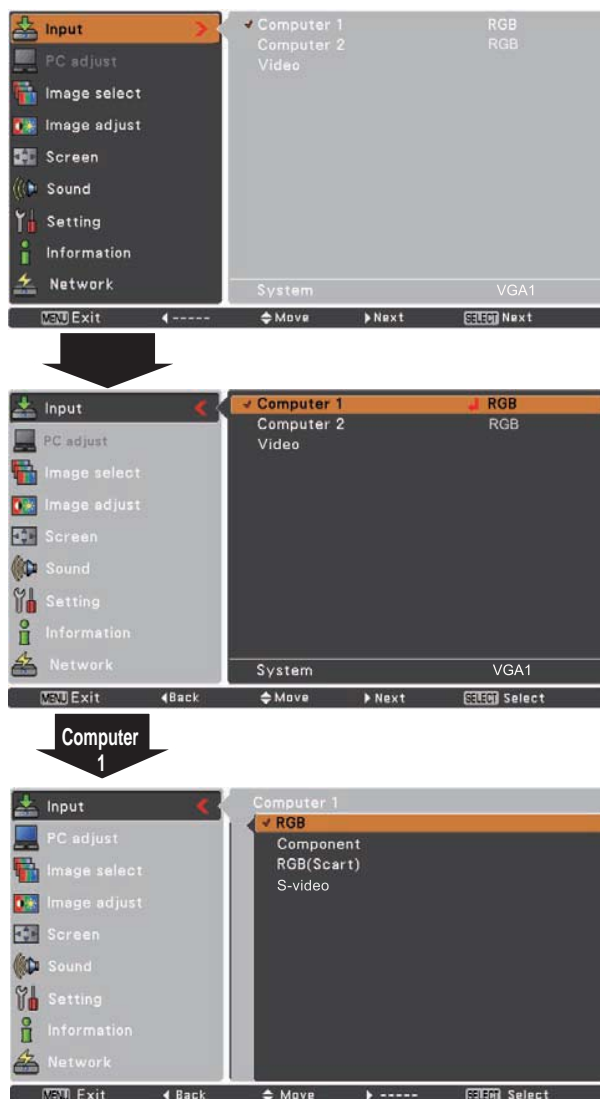 Input
PC adjust
Image select
Image adjust
Screen
Sound
Setting
Information
Network
Computer 1 RGB
Computer 2 RGB
Video
System VGA1
MENU Exit ----- Move Next SELECT Next
Input
PC adjust
Image select
Image adjust
Screen
Sound
Setting
Information
Network
Computer 1 RGB
Computer 2 RGB
Video
System VGA1
MENU Exit Back Move Next SELECT Select
Computer
1
Input
PC adjust
Image select
Image adjust
Screen
Sound
Setting
Information
Network
Computer 1
RGB
Component
RGB(Scart)
S-video
MENU Exit Back Move ----- SELECT Select